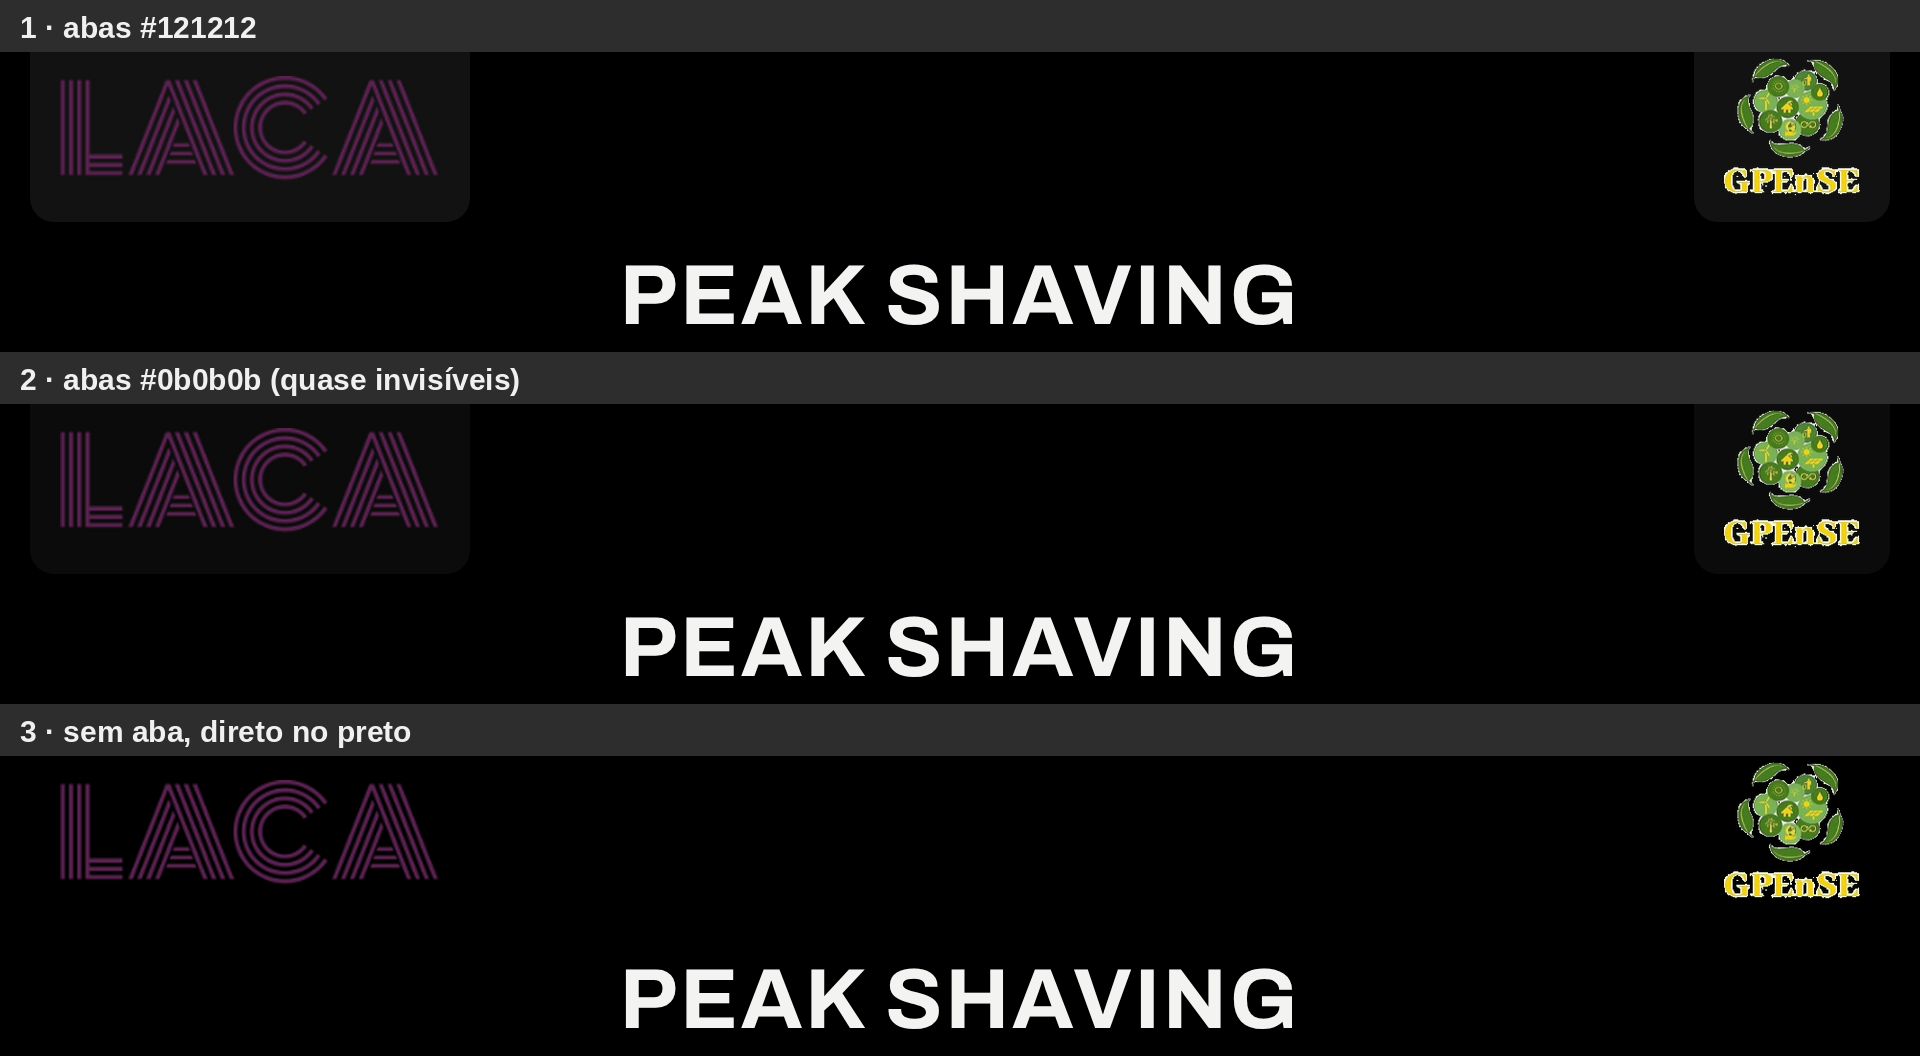 1 · abas #121212
LACA
GPEnSE
PEAK SHAVING
2 · abas #0b0b0b (quase invisíveis)
LACA
GPEnSE
PEAK SHAVING
3 · sem aba, direto no preto
LACA
GPEnSE
PEAK SHAVING